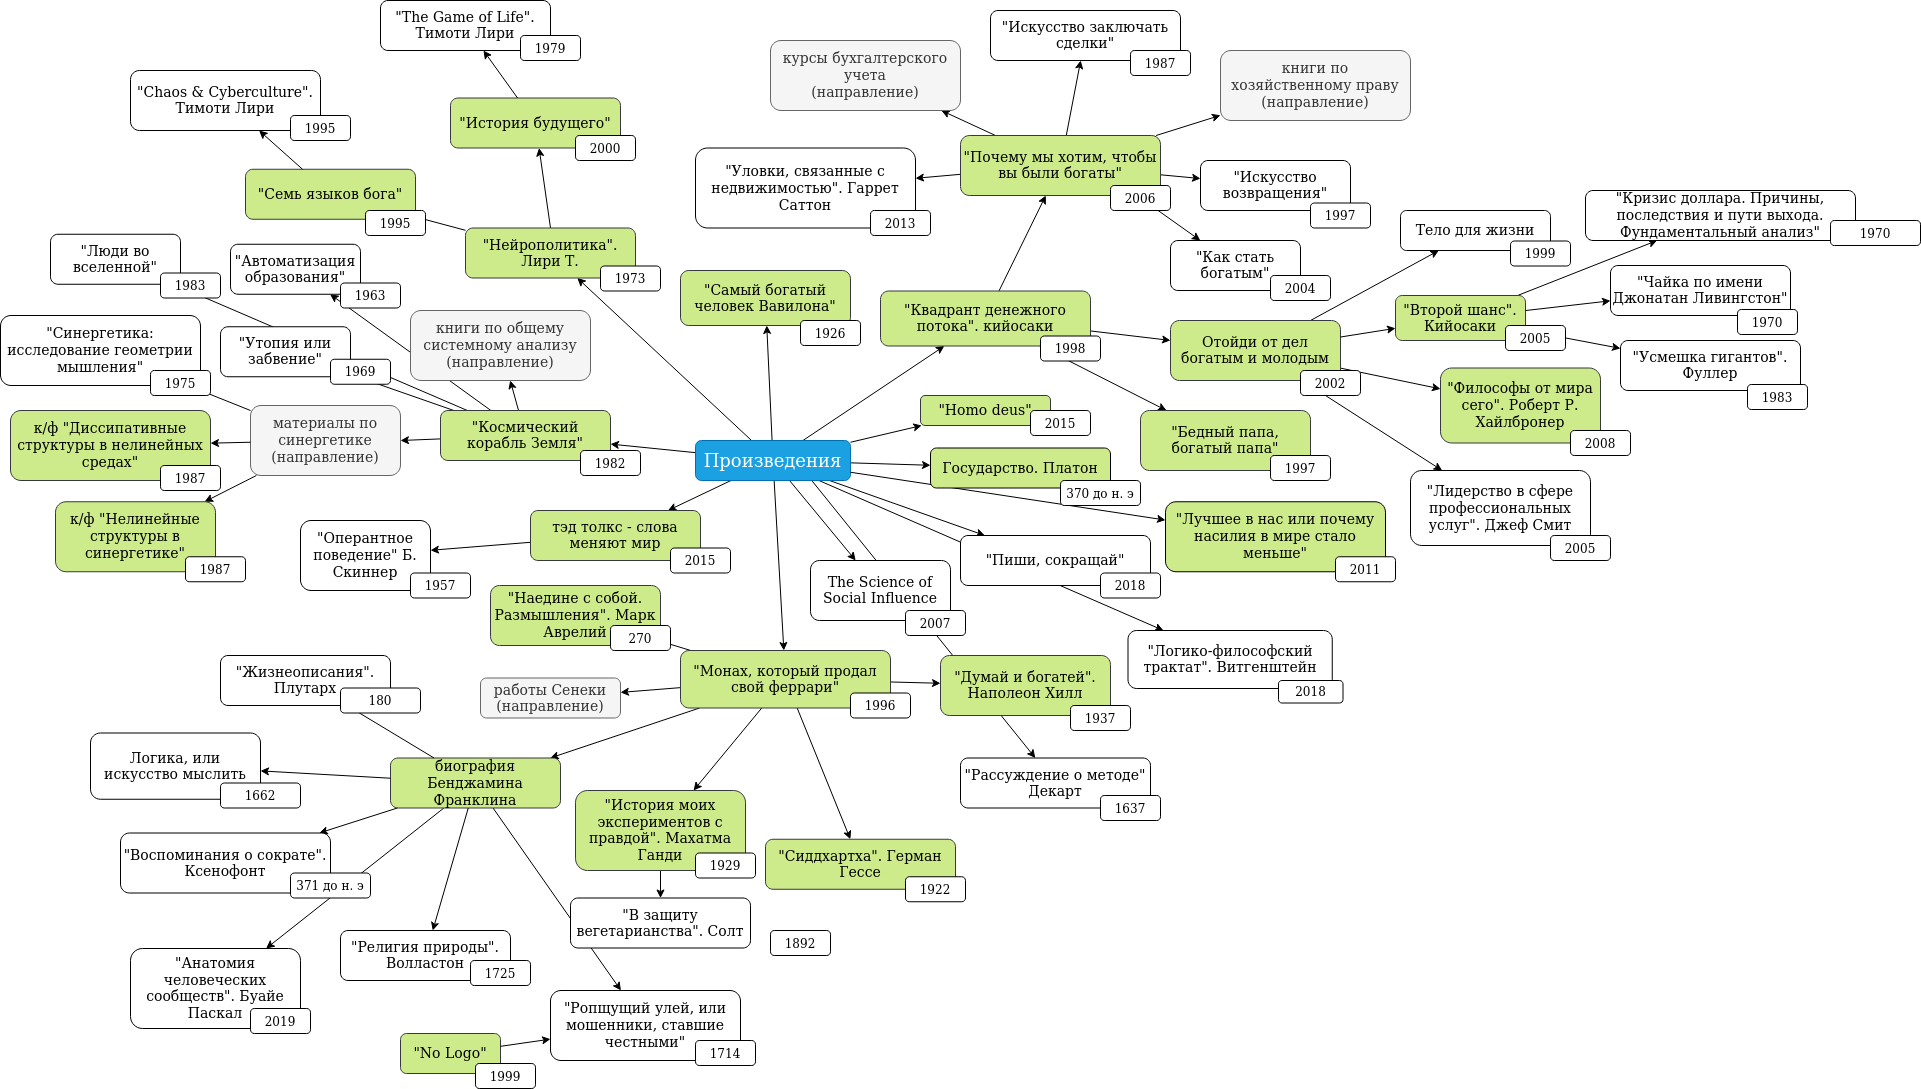 "The Game of Life".
Тимоти Лири
1979
"Искусство заключать
сделки"
1987
курсы бухгалтерского
учета
(направление)
книги по
хозяйственному праву
(направление)
"Chaos & Cyberculture".
Тимоти Лири
1995
"История будущего"
2000
"Почему мы хотим, чтобы
вы были богаты"
2006
"Уловки, связанные с
недвижимостью". Гаррет
Саттон
2013
"Искусство
возвращения"
1997
"Семь языков бога"
1995
"Кризис доллара. Причины,
последствия и пути выхода.
Фундаментальный анализ"
1970
"Нейрополитика".
Лири Т.
1973
Тело для жизни
1999
"Люди во
вселенной"
1983
"Автоматизация
образования"
1963
"Как стать
богатым"
2004
"Самый богатый
человек Вавилона"
1926
"Квадрант денежного
потока". кийосаки
1998
"Чайка по имени
Джонатан Ливингстон"
1970
"Второй шанс".
Кийосаки
2005
книги по общему
системному анализу
(направление)
"Синергетика:
исследование геометрии
мышления"
1975
"Утопия или
забвение"
1969
Отойди от дел
богатым и молодым
2002
"Усмешка гигантов".
Фуллер
1983
"Философы от мира
сего". Роберт Р.
Хайлбронер
2008
"Homo deus"
2015
"Бедный папа,
богатый папа"
1997
материалы по
синергетике
(направление)
"Космический
корабль Земля"
1982
к/ф "Диссипативные
структуры в нелинейных
средах"
1987
Произведения
Государство. Платон
370 до н. э
"Лидерство в сфере
профессиональных
услуг". Джеф Смит
2005
к/ф "Нелинейные
структуры в
синергетике"
1987
тэд толкс - слова
меняют мир
2015
"Лучшее в нас или почему
насилия в мире стало
меньше"
2011
"Оперантное
поведение" Б.
Скиннер
1957
"Пиши, сокращай"
2018
The Science of
Social Influence
2007
"Наедине с собой.
Размышления". Марк
Аврелий
270
"Логико-философский
трактат". Витгенштейн
2018
"Жизнеописания".
Плутарх
180
работы Сенеки
(направление)
"Монах, который продал
свой феррари"
1996
"Думай и богатей".
Наполеон Хилл
1937
Логика, или
искусство мыслить
1662
биография
Бенджамина
Франклина
"Рассуждение о методе"
Декарт
1637
"История моих
экспериментов с
правдой". Махатма
Ганди
1929
"Сиддхартха". Герман
Гессе
1922
"Воспоминания о сократе".
Ксенофонт
371 до н. э
"В защиту
вегетарианства". Солт
1892
"Религия природы".
Волластон
1725
"Анатомия
человеческих
сообществ". Буайе
Паскал
2019
"Ропщущий улей, или
мошенники, ставшие
честными"
1714
"No Logo"
1999